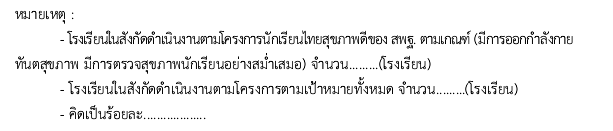 หมายเหตุ :
- โรงเรียนในสังกัดดำเนินงานตามโครงการนักเรียนไทยสุขภาพดีของ สพฐ. ตามเกณฑ์ (มีการออกกำลังกาย
ทันตสุขภาพ มีการตรวจสุขภาพนักเรียนอย่างสม่ำเสมอ) จำนวน.........(โรงเรียน)
- โรงเรียนในสังกัดดำเนินงานตามโครงการตามเป้าหมายทั้งหมด จำนวน.........(โรงเรียน)
- คิดเป็นร้อยละ..................